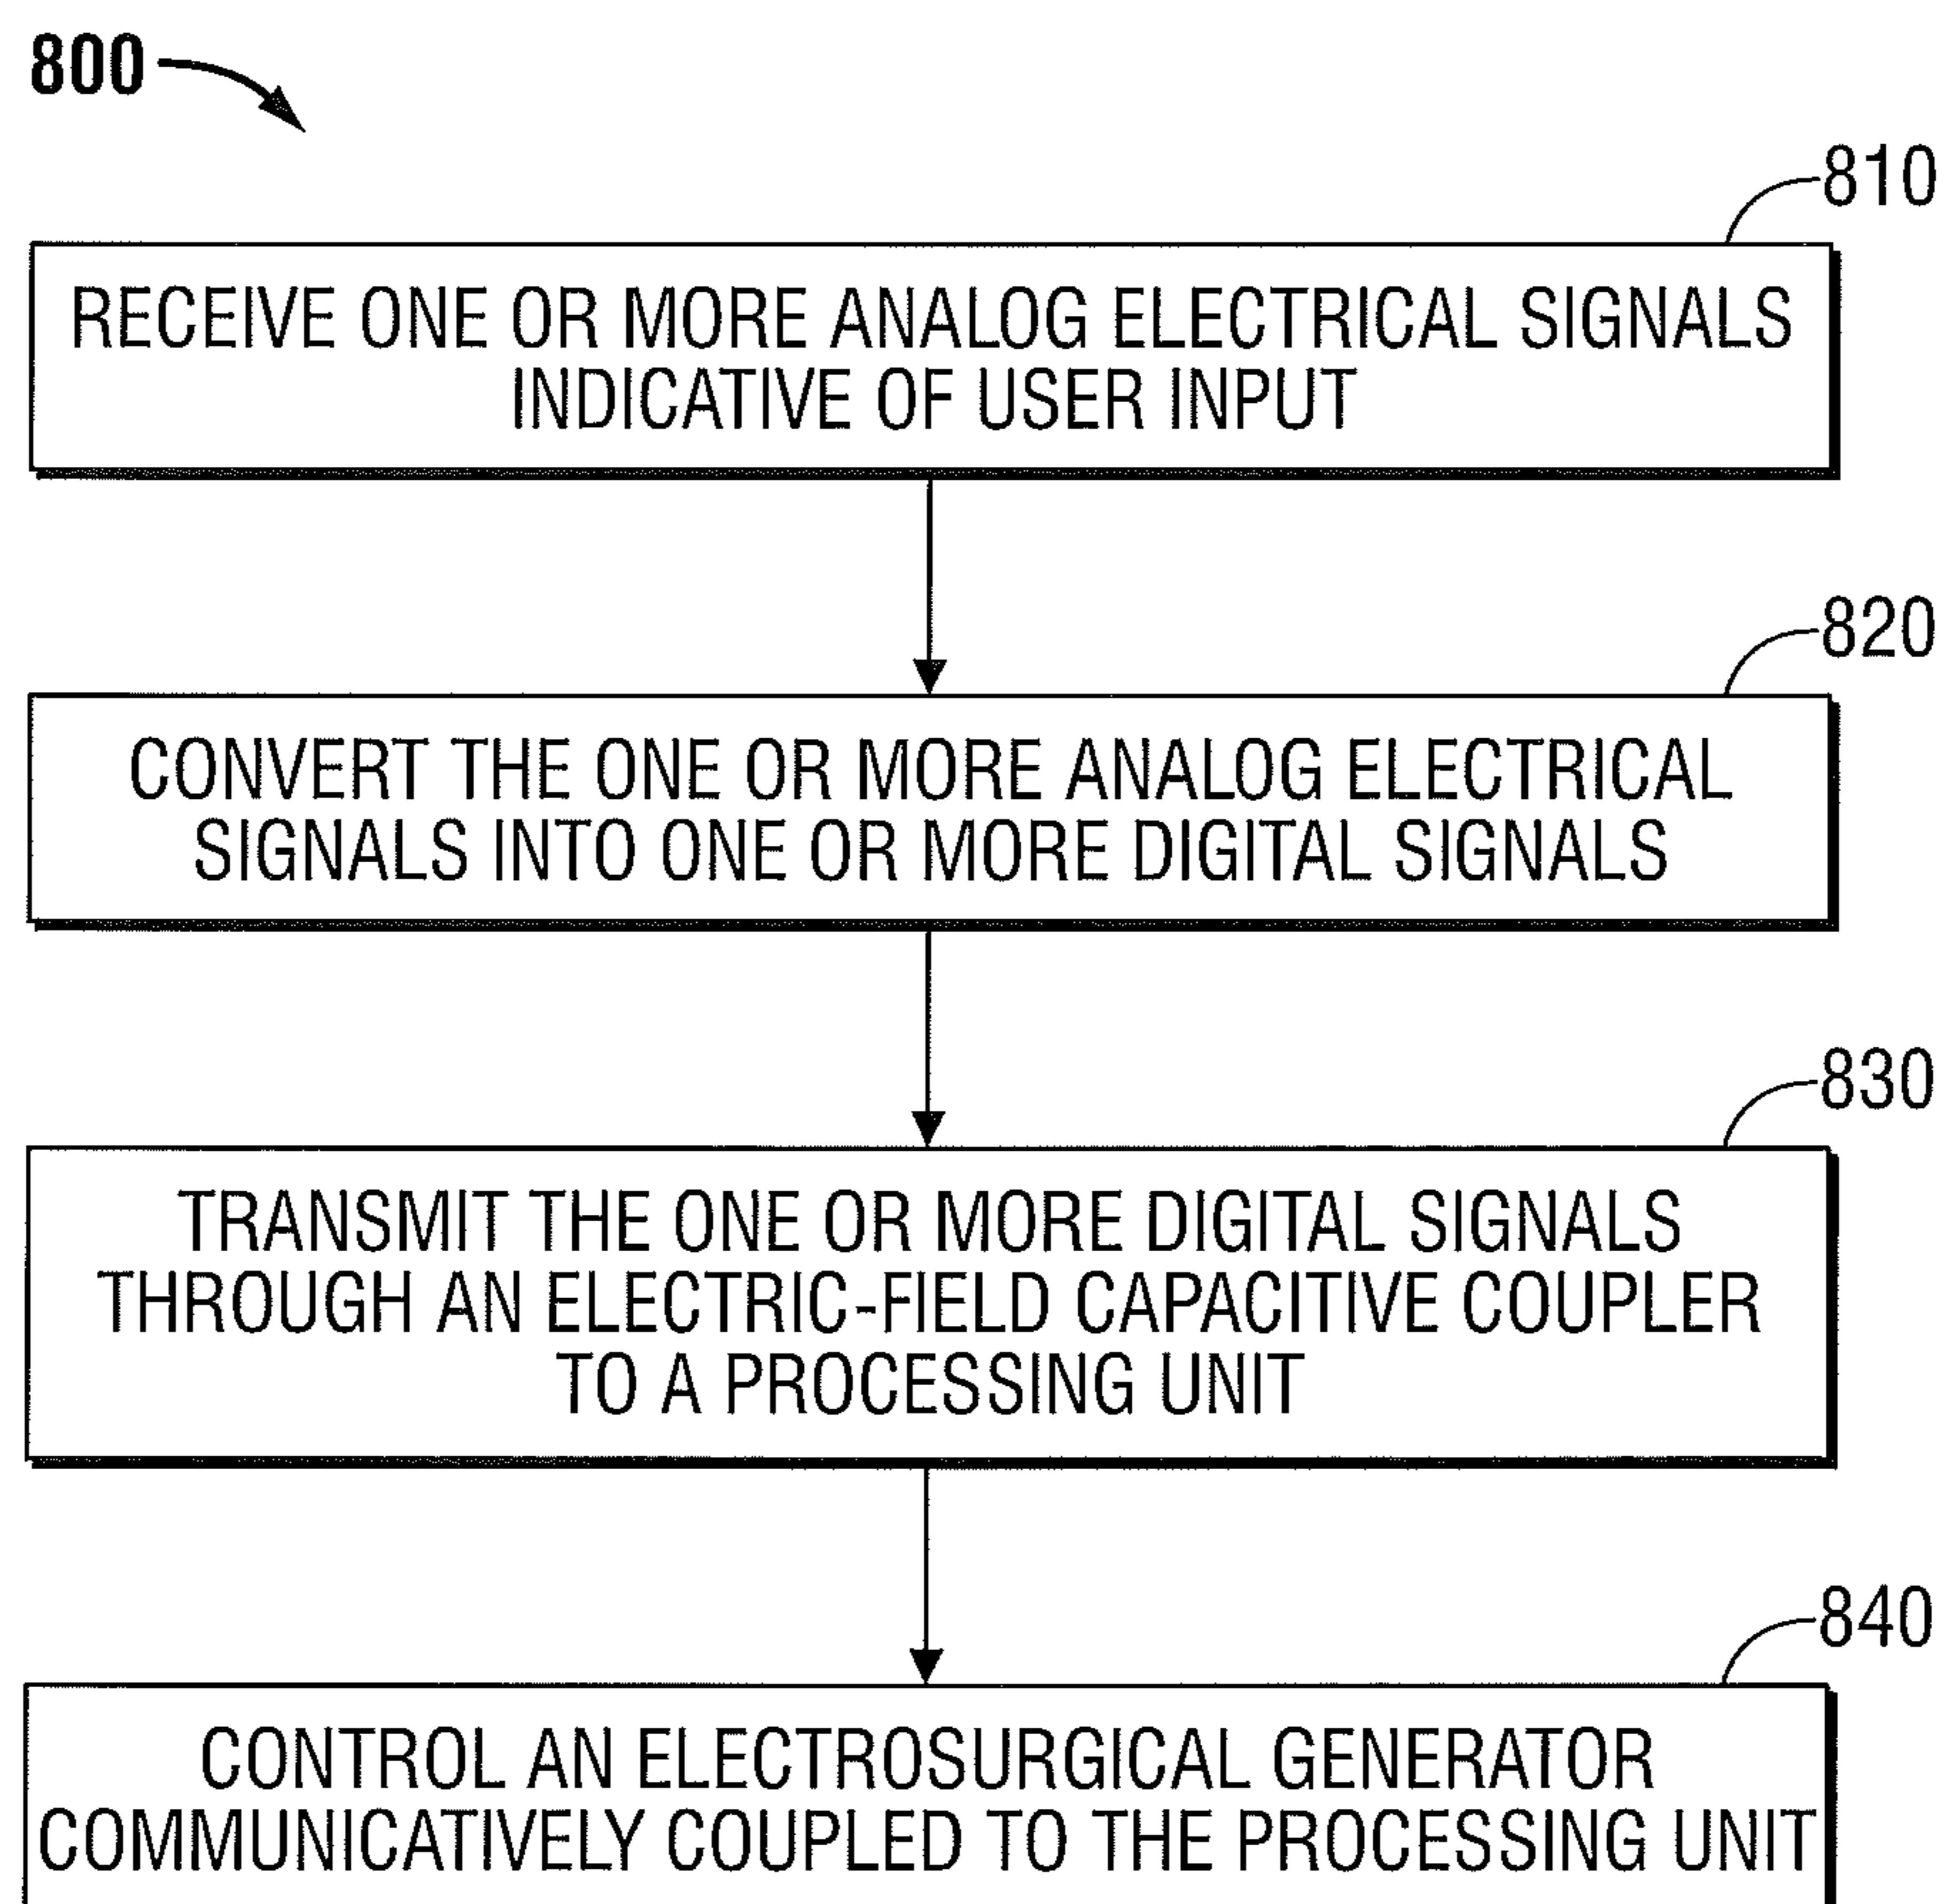 800
810
RECEIVE ONE OR MORE ANALOG ELECTRICAL SIGNALS
INDICATIVE OF USER INPUT
820
CONVERT THE ONE OR MORE ANALOG ELECTRICAL
SIGNALS INTO ONE OR MORE DIGITAL SIGNALS
830
TRANSMIT THE ONE OR MORE DIGITAL SIGNALS
THROUGH AN ELECTRIC-FIELD CAPACITIVE COUPLER
TO A PROCESSING UNIT
840
CONTROL AN ELECTROSURGICAL GENERATOR
COMMUNICATIVELY COUPLED TO THE PROCESSING UNIT